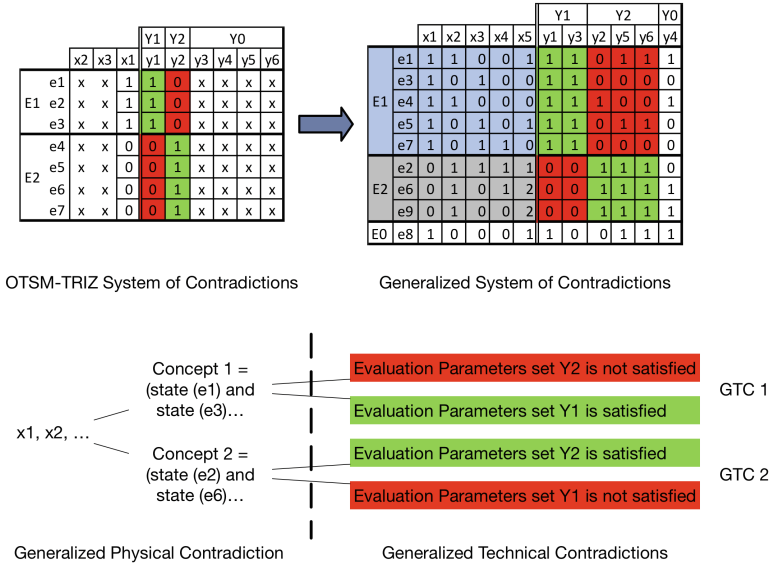 Y1 Y2 Y0
x2 x3 x1 y1 y2 y3 y4 y5 y6
E1
e1 x x 1 1 0 x x x x
e2 x x 1 1 0 x x x x
e3 x x 1 1 0 x x x x
E2
e4 x x 0 0 1 x x x x
e5 x x 0 0 1 x x x x
e6 x x 0 0 1 x x x x
e7 x x 0 0 1 x x x x
OTSM-TRIZ System of Contradictions
Y1 Y2 Y0
x1 x2 x3 x4 x5 y1 y3 y2 y5 y6 y4
E1
e1 1 1 0 0 1 1 1 0 1 1 1
e3 1 0 1 0 0 1 1 0 0 0 0
e4 1 1 0 1 0 1 1 1 0 0 1
e5 1 0 1 0 1 1 1 0 1 1 1
e7 1 0 1 1 0 1 1 0 0 0 0
E2
e2 0 1 0 1 1 0 0 1 1 1 0
e6 0 1 0 1 2 0 0 1 1 1 0
e9 0 1 0 0 2 0 0 1 1 1 1
E0 e8 1 0 0 0 1 1 0 0 1 1 1
Generalized System of Contradictions
x1, x2, ...
Concept 1 =
(state (e1) and
state (e3)...
Concept 2 =
(state (e2) and
state (e6)...
Evaluation Parameters set Y2 is not satisfied
Evaluation Parameters set Y1 is satisfied
GTC 1
Evaluation Parameters set Y2 is satisfied
Evaluation Parameters set Y1 is not satisfied
GTC 2
Generalized Physical Contradiction
Generalized Technical Contradictions